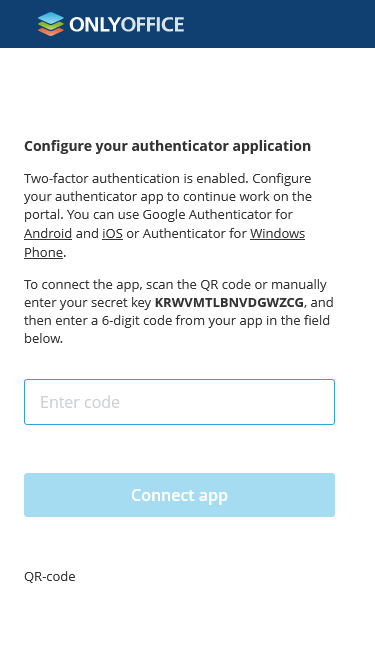 ONLYOFFICE
Configure your authenticator application
Two-factor authentication is enabled. Configure
your authenticator app to continue work on the
portal. You can use Google Authenticator for
Android and iOS or Authenticator for Windows
Phone.
To connect the app, scan the QR code or manually
enter your secret key KRWVMTLBNVDGWZCG, and
then enter a 6-digit code from your app in the field
below.
Enter code
Connect app
QR-code